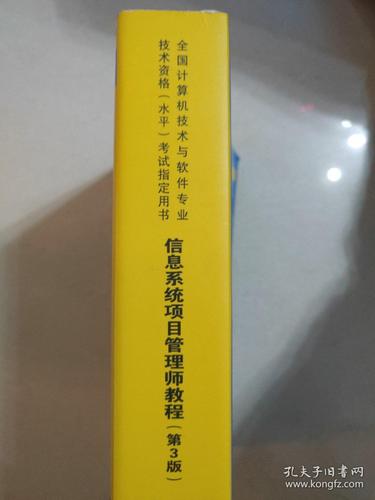 全国计算机技术与软件专业
技术资格（水平）考试指定用书
信息系统项目管理师教程（第3版）
孔夫子旧书网
www.kongfz.com